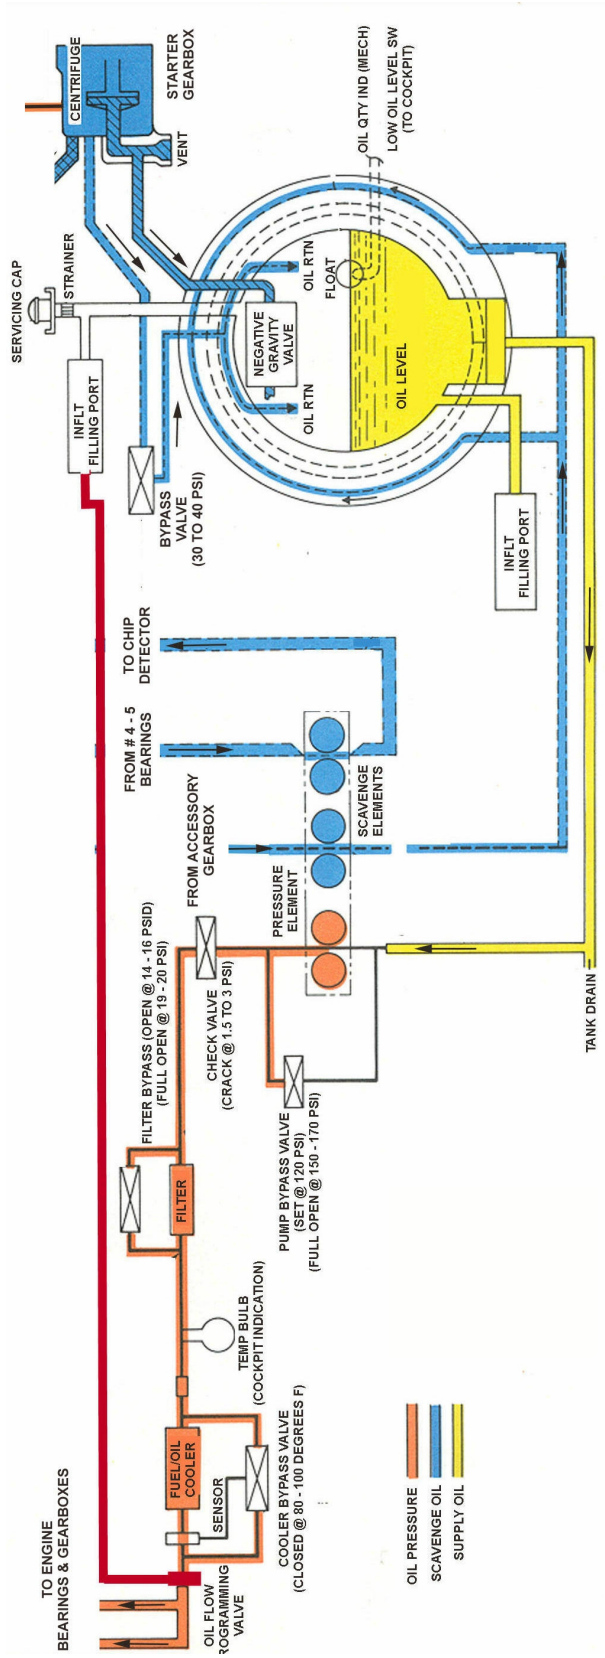 CENTRIFUGE
STARTER
GEARBOX
VENT
OIL QTY IND (MECH)
LOW OIL LEVEL SW
(TO COCKPIT)
SERVICING CAP
STRAINER
INFLT
FILLING PORT
BYPASS
VALVE
(30 TO 40 PSI)
OIL RTN
FLOAT
NEGATIVE
GRAVITY
VALVE
OIL RTN
OIL LEVEL
INFLT
FILLING PORT
TO CHIP
DETECTOR
FROM # 4 - 5
BEARINGS
FROM ACCESSORY
GEARBOX
SCAVENGE
ELEMENTS
PRESSURE
ELEMENT
TANK DRAIN
FILTER BYPASS (OPEN @ 14 - 16 PSID)
(FULL OPEN @ 19 - 20 PSI)
CHECK VALVE
(CRACK @ 1.5 TO 3 PSI)
PUMP BYPASS VALVE
(SET @ 120 PSI)
(FULL OPEN @ 150 - 170 PSI)
FILTER
TEMP BULB
(COCKPIT INDICATION)
FUEL/OIL
COOLER
SENSOR
COOLER BYPASS VALVE
(CLOSED @ 80 - 100 DEGREES F)
TO ENGINE
BEARINGS & GEARBOXES
OIL FLOW
ROGRAMMING
VALVE
OIL PRESSURE
SCAVENGE OIL
SUPPLY OIL